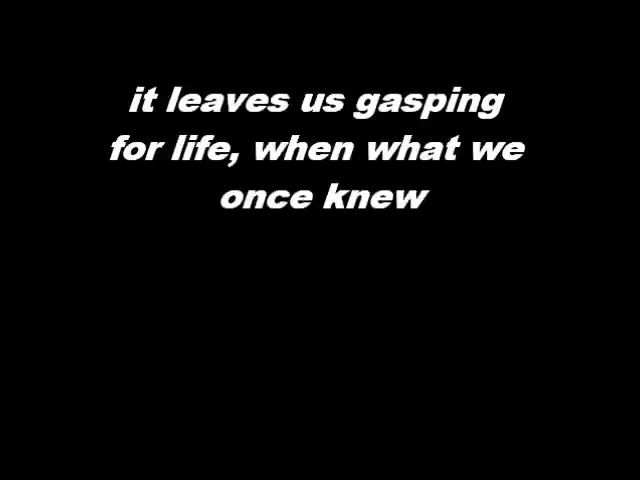 it leaves us gasping
for life, when what we
once knew